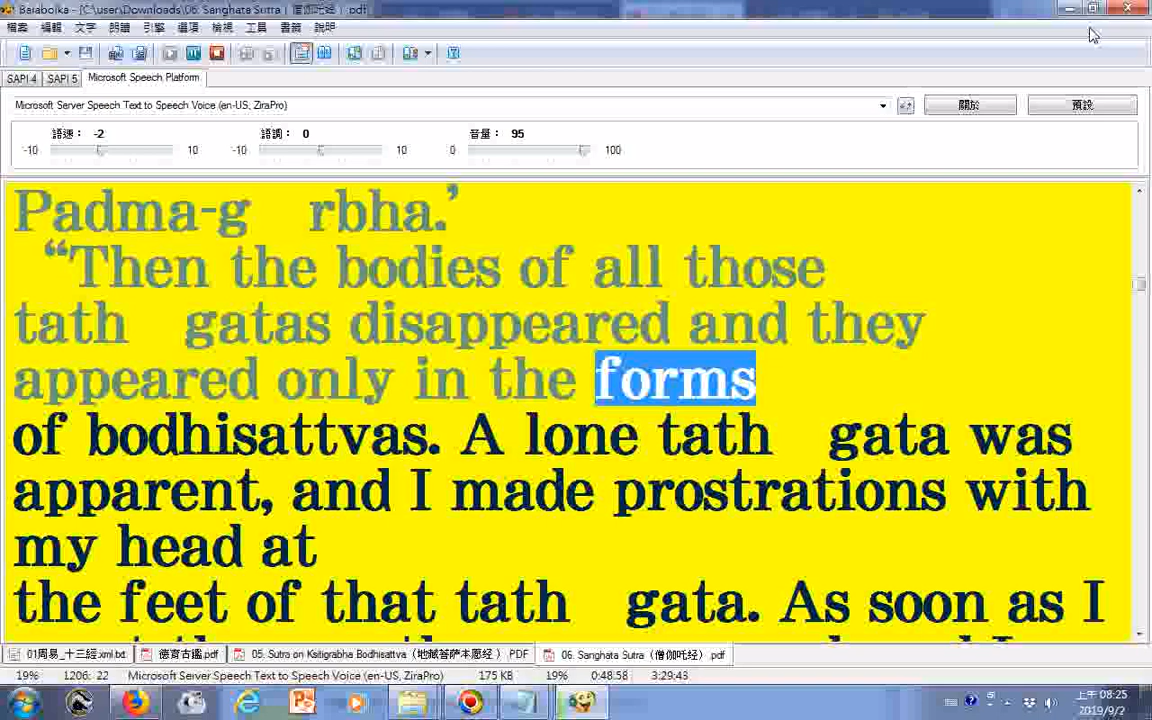 Balabolka - [C:\user\Downloads\06. Sanghata Sutra（僧伽吒经）.pdf]
檔案 編輯 文字 朗讀 引擎 選項 檢視 工具 書籤 說明
SAPI 4 SAPI 5 Microsoft Speech Platform
Microsoft Server Speech Text to Speech Voice (en-US, ZiraPro) 關於 預設
語速： -2 語調： 0 音量： 95
-10 10 -10 10 0 100
Padma-g rbha.’
“Then the bodies of all those
tath gatas disappeared and they
appeared only in the forms
of bodhisattvas. A lone tath gata was
apparent, and I made prostrations with
my head at
the feet of that tath gata. As soon as I
01周易_十三經.xml.txt 德育古鑑.pdf 05. Sutra on Ksitigrabha Bodhisattva（地藏菩萨本愿经）.PDF 06. Sanghata Sutra（僧伽吒经）.pdf
19% 1206: 22 Microsoft Server Speech Text to Speech Voice (en-US, ZiraPro) 175 KB 19% 0:48:58 3:29:43
上午 08:25
2019/9/2